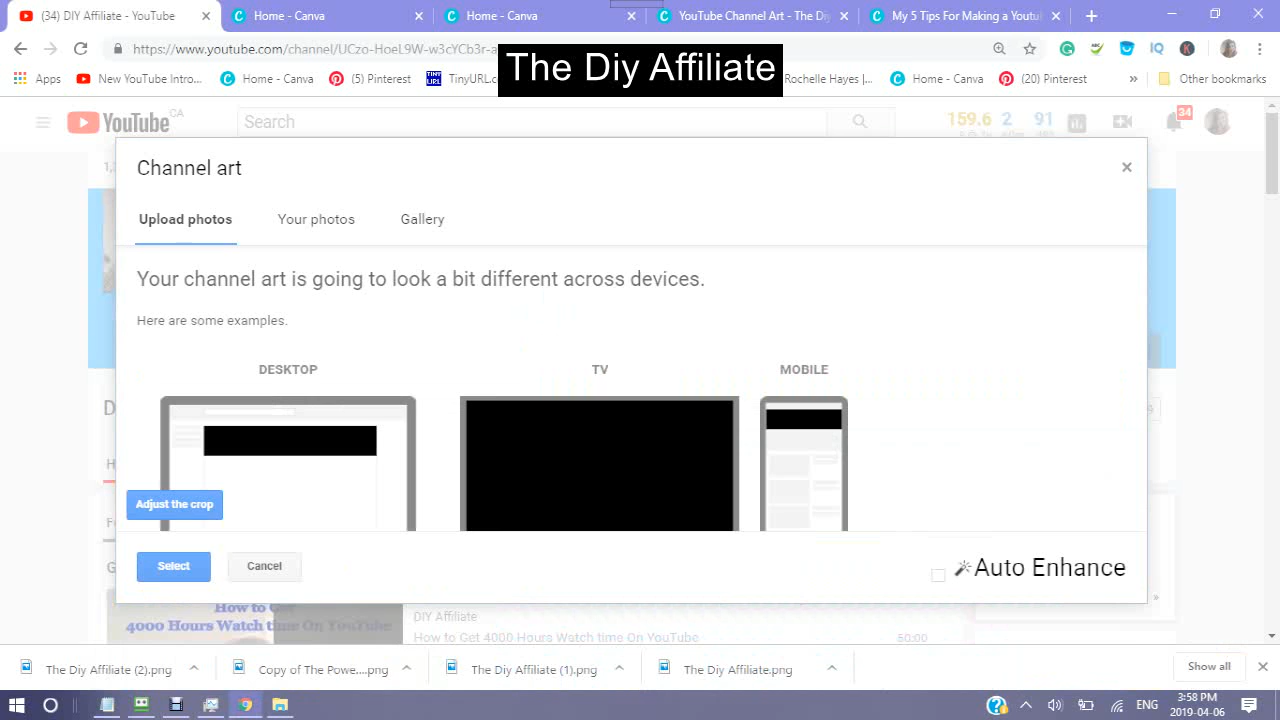 (34) DIY Affiliate - YouTube
Home - Canva
Home - Canva
YouTube Channel Art - The Diy
My 5 Tips For Making a Youtu
https://www.youtube.com/channel/UCzo-HoeL9W-w3cYCb3r-a
The Diy Affiliate
Apps
New YouTube Intro...
Home - Canva
(5) Pinterest
TinyURL.c
Rochelle Hayes |...
Home - Canva
(20) Pinterest
»
Other bookmarks
YouTube CA
Search
159.6 2 91
34
Channel art
Upload photos
Your photos
Gallery
Your channel art is going to look a bit different across devices.
Here are some examples.
DESKTOP
TV
MOBILE
Adjust the crop
Select
Cancel
Auto Enhance
How to Get
4000 Hours Watch time On YouTube
DIY Affiliate
How to Get 4000 Hours Watch time On YouTube
50:00
The Diy Affiliate (2).png
Copy of The Powe....png
The Diy Affiliate (1).png
The Diy Affiliate.png
Show all
ENG
3:58 PM
2019-04-06